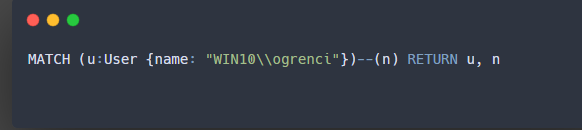 MATCH (u:User {name: "WIN10\\ogrenci"})--(n) RETURN u, n